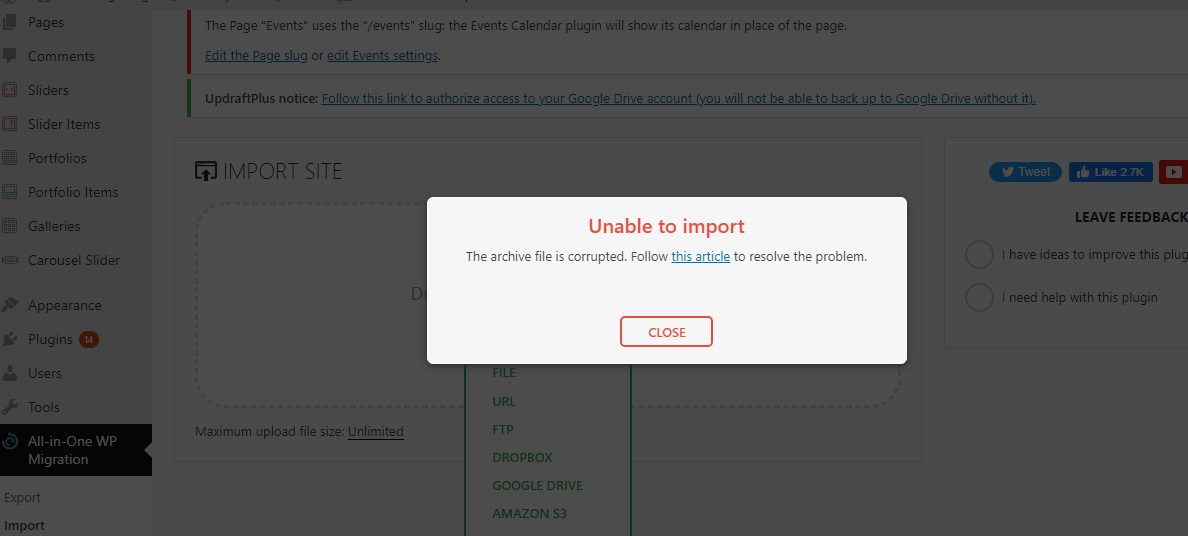 Pages
Comments
Sliders
Slider Items
Portfolios
Portfolio Items
Galleries
Carousel Slider
Appearance
Plugins 14
Users
Tools
All-in-One WP
Migration
Export
Import
The Page "Events" uses the "/events" slug: the Events Calendar plugin will show its calendar in place of the page.
Edit the Page slug or edit Events settings.
UpdraftPlus notice: Follow this link to authorize access to your Google Drive account (you will not be able to back up to Google Drive without it).
IMPORT SITE
Unable to import
The archive file is corrupted. Follow this article to resolve the problem.
CLOSE
FILE
URL
FTP
DROPBOX
GOOGLE DRIVE
AMAZON S3
Maximum upload file size: Unlimited
Tweet
Like 2.7K
LEAVE FEEDBACK
I have ideas to improve this plug
I need help with this plugin